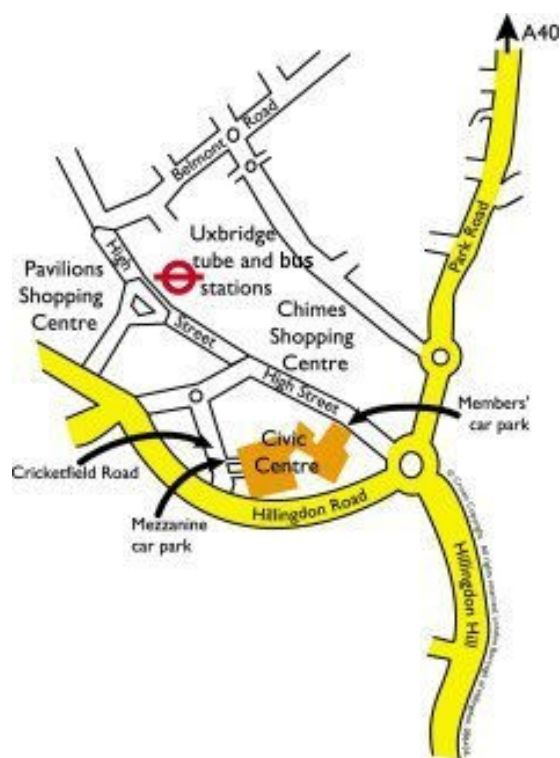 A40
Belmont
Road
Park Road
Uxbridge
tube and bus
stations
High
Street
Pavilions
Shopping
Centre
Chimes
Shopping
Centre
High Street
Members'
car park
Civic
Centre
Cricketfield Road
Mezzanine
car park
Hillingdon Road
Hillingdon Hill